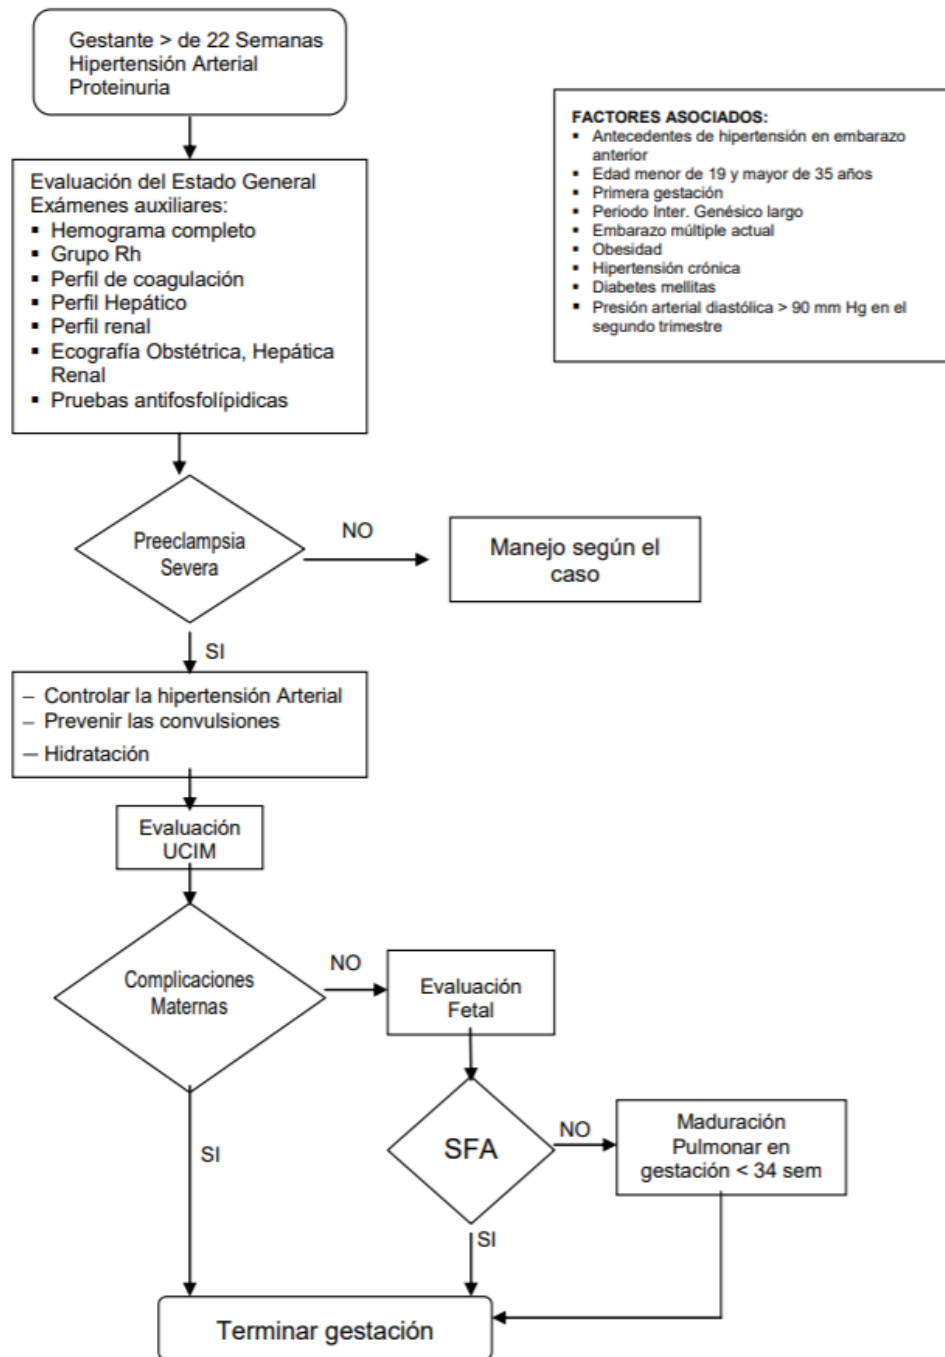 Gestante > de 22 Semanas
Hipertensión Arterial
Proteinuria
FACTORES ASOCIADOS:
▪ Antecedentes de hipertensión en embarazo
anterior
▪ Edad menor de 19 y mayor de 35 años
▪ Primera gestación
▪ Periodo Inter. Genésico largo
▪ Embarazo múltiple actual
▪ Obesidad
▪ Hipertensión crónica
▪ Diabetes mellitas
▪ Presión arterial diastólica > 90 mm Hg en el
segundo trimestre
Evaluación del Estado General
Exámenes auxiliares:
▪ Hemograma completo
▪ Grupo Rh
▪ Perfil de coagulación
▪ Perfil Hepático
▪ Perfil renal
▪ Ecografía Obstétrica, Hepática
Renal
▪ Pruebas antifosfolípidicas
Preeclampsia
Severa
NO
Manejo según el
caso
SI
– Controlar la hipertensión Arterial
– Prevenir las convulsiones
– Hidratación
Evaluación
UCIM
Complicaciones
Maternas
NO
Evaluación
Fetal
SFA
NO
Maduración
Pulmonar en
gestación < 34 sem
SI
SI
Terminar gestación